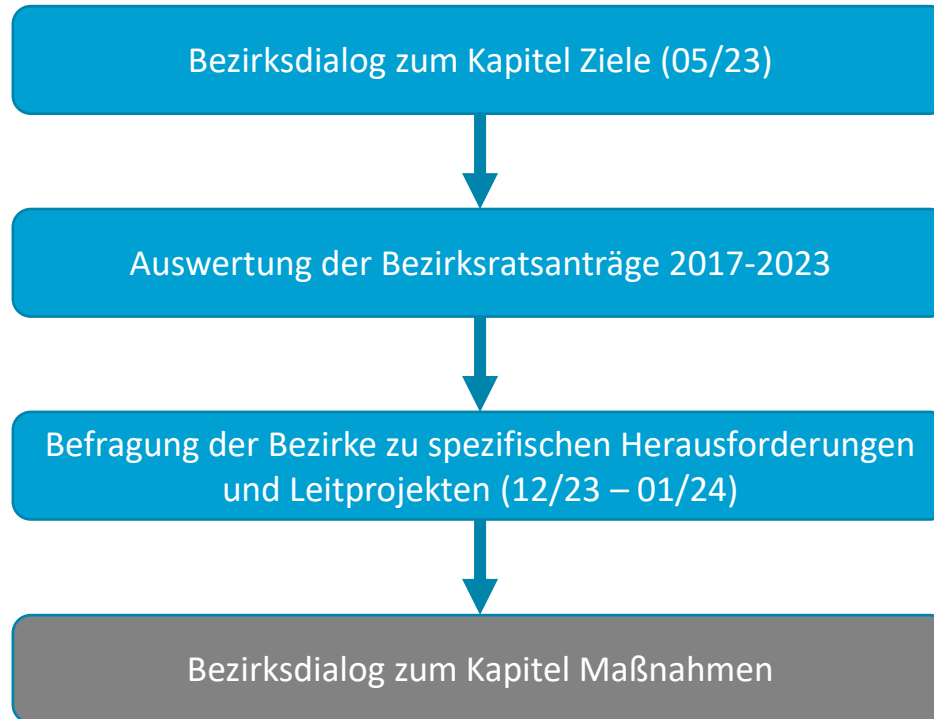 Bezirksdialog zum Kapitel Ziele (05/23)
Auswertung der Bezirksratsanträge 2017-2023
Befragung der Bezirke zu spezifischen Herausforderungen
und Leitprojekten (12/23 – 01/24)
Bezirksdialog zum Kapitel Maßnahmen